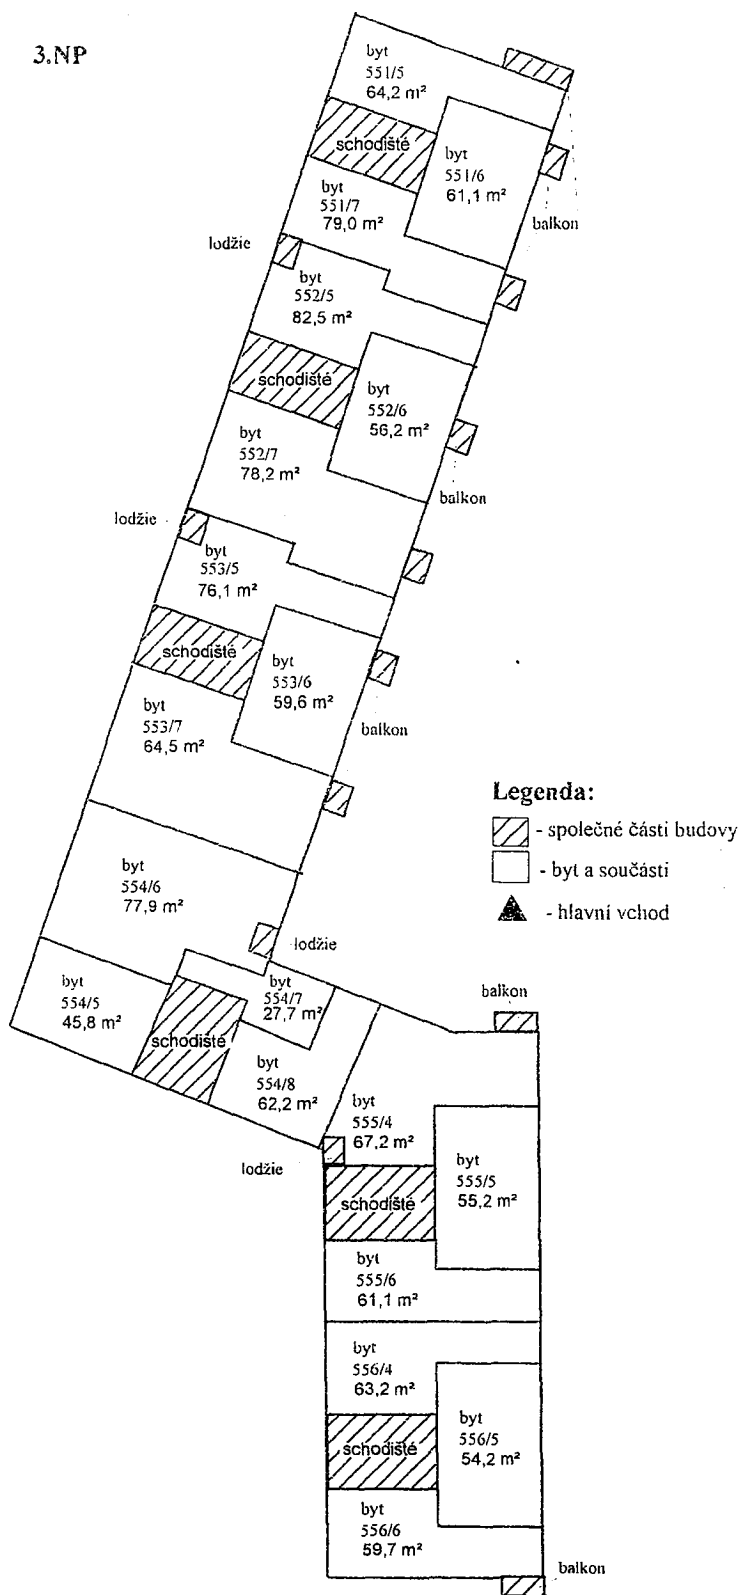 3.NP
byt
551/5
64,2 m²
schodiště
byt
551/6
61,1 m²
byt
551/7
79,0 m²
balkon
lodžie
byt
552/5
82,5 m²
schodiště
byt
552/6
56,2 m²
byt
552/7
78,2 m²
balkon
lodžie
byt
553/5
76,1 m²
schodiště
byt
553/6
59,6 m²
byt
553/7
64,5 m²
balkon
Legenda:
- společné části budovy
- byt a součásti
- hlavní vchod
byt
554/6
77,9 m²
lodžie
byt
554/5
45,8 m²
byt
554/7
27,7 m²
schodiště
byt
554/8
62,2 m²
balkon
byt
555/4
67,2 m²
lodžie
schodiště
byt
555/5
55,2 m²
byt
555/6
61,1 m²
byt
556/4
63,2 m²
schodiště
byt
556/5
54,2 m²
byt
556/6
59,7 m²
balkon